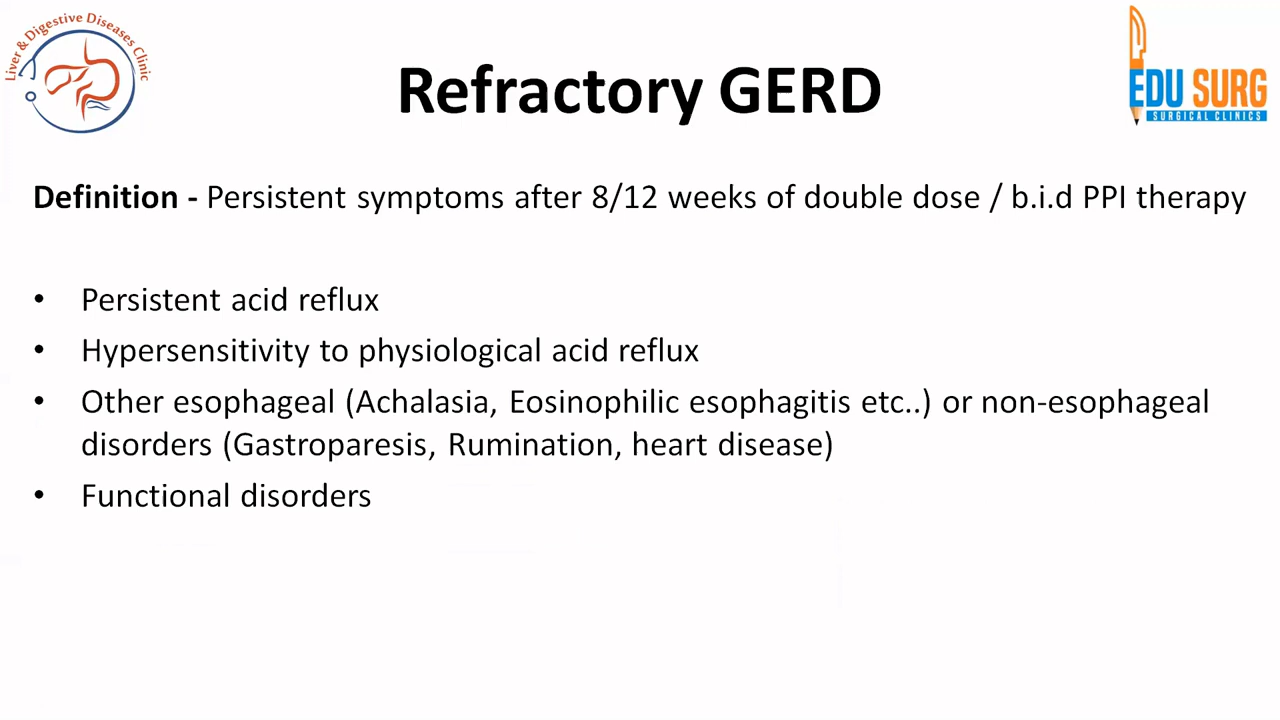 Liver & Digestive Diseases Clinic
EDU SURG
SURGICAL CLINICS
Refractory GERD
Definition - Persistent symptoms after 8/12 weeks of double dose / b.i.d PPI therapy
• Persistent acid reflux
• Hypersensitivity to physiological acid reflux
• Other esophageal (Achalasia, Eosinophilic esophagitis etc..) or non-esophageal
disorders (Gastroparesis, Rumination, heart disease)
• Functional disorders